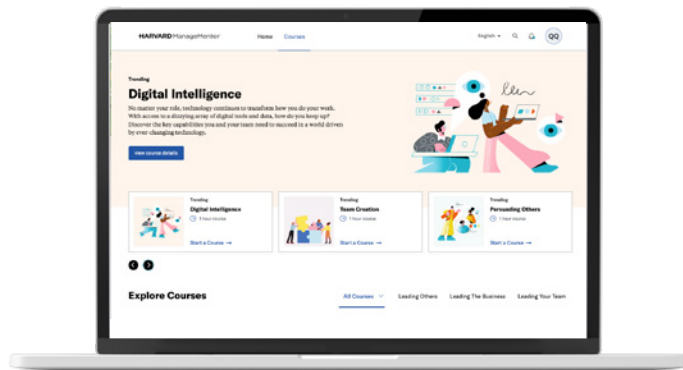 HARVARD ManageMentor
Home
Courses
English
QQ
Trending
Digital Intelligence
No matter your role, technology continues to transform how you do your work.
With access to a dizzying array of digital tools and data, how do you keep up?
Discover the key capabilities you and your team need to succeed in a world driven
by ever-changing technology.
view course details
Trending
Digital Intelligence
Start a Course →
Trending
Team Creation
1 hour course
Start a Course →
Trending
Persuading Others
1 hour course
Start a Course →
Explore Courses
All Courses
Leading Others
Leading The Business
Leading Your Team